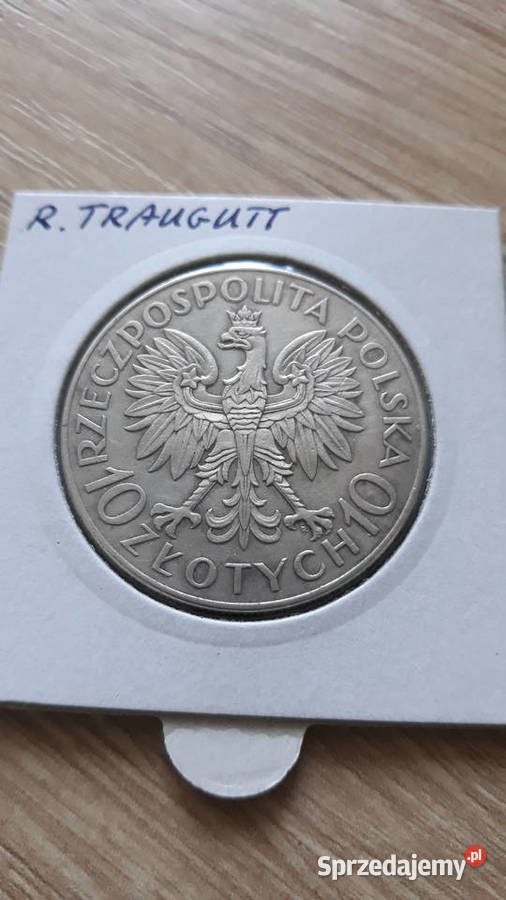 R. TRAUGUTT
RZECZPOSPOLITA POLSKA
10 ZŁOTYCH 10
Sprzedajemy.pl